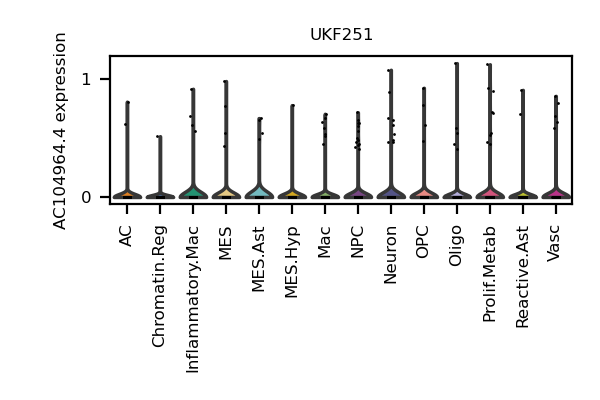 UKF251
AC104964.4 expression
1
0
AC
Chromatin.Reg
Inflammatory.Mac
MES
MES.Ast
MES.Hyp
Mac
NPC
Neuron
OPC
Oligo
Prolif.Metab
Reactive.Ast
Vasc